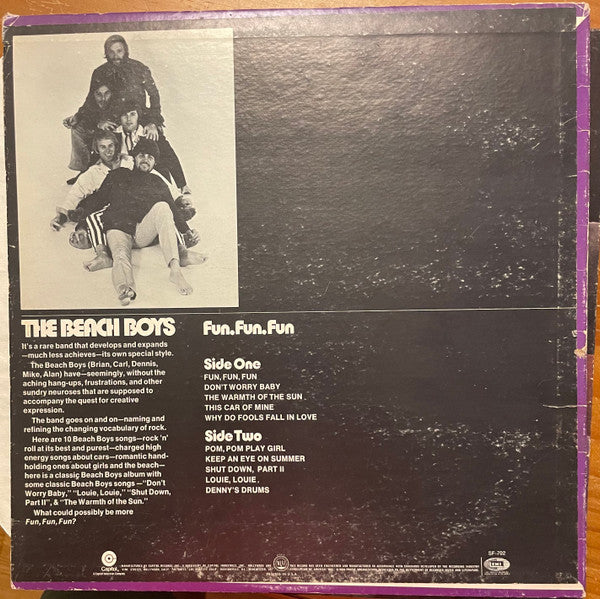 THE BEACH BOYS
It's a rare band that develops and expands
—much less achieves—its own special style.
The Beach Boys (Brian, Carl, Dennis,
Mike, Alan) have—seemingly, without the
aching hang-ups, frustrations, and other
sundry neuroses that are supposed to
accompany the quest for creative
expression.
The band goes on and on—naming and
refining the changing vocabulary of rock.
Here are 10 Beach Boys songs—rock 'n'
roll at its best and purest—charged high
energy songs about cars—romantic hand-
holding ones about girls and the beach—
here is a classic Beach Boys album with
some classic Beach Boys songs—"Don't
Worry Baby," "Louie, Louie," "Shut Down,
Part II", & "The Warmth of the Sun."
What could possibly be more
Fun, Fun, Fun?
Fun, Fun, Fun
Side One
FUN, FUN, FUN
DON'T WORRY BABY
THE WARMTH OF THE SUN
THIS CAR OF MINE
WHY DO FOOLS FALL IN LOVE
Side Two
POM, POM PLAY GIRL
KEEP AN EYE ON SUMMER
SHUT DOWN, PART II
LOUIE, LOUIE
DENNY'S DRUMS
Capitol
SF-702
EMI